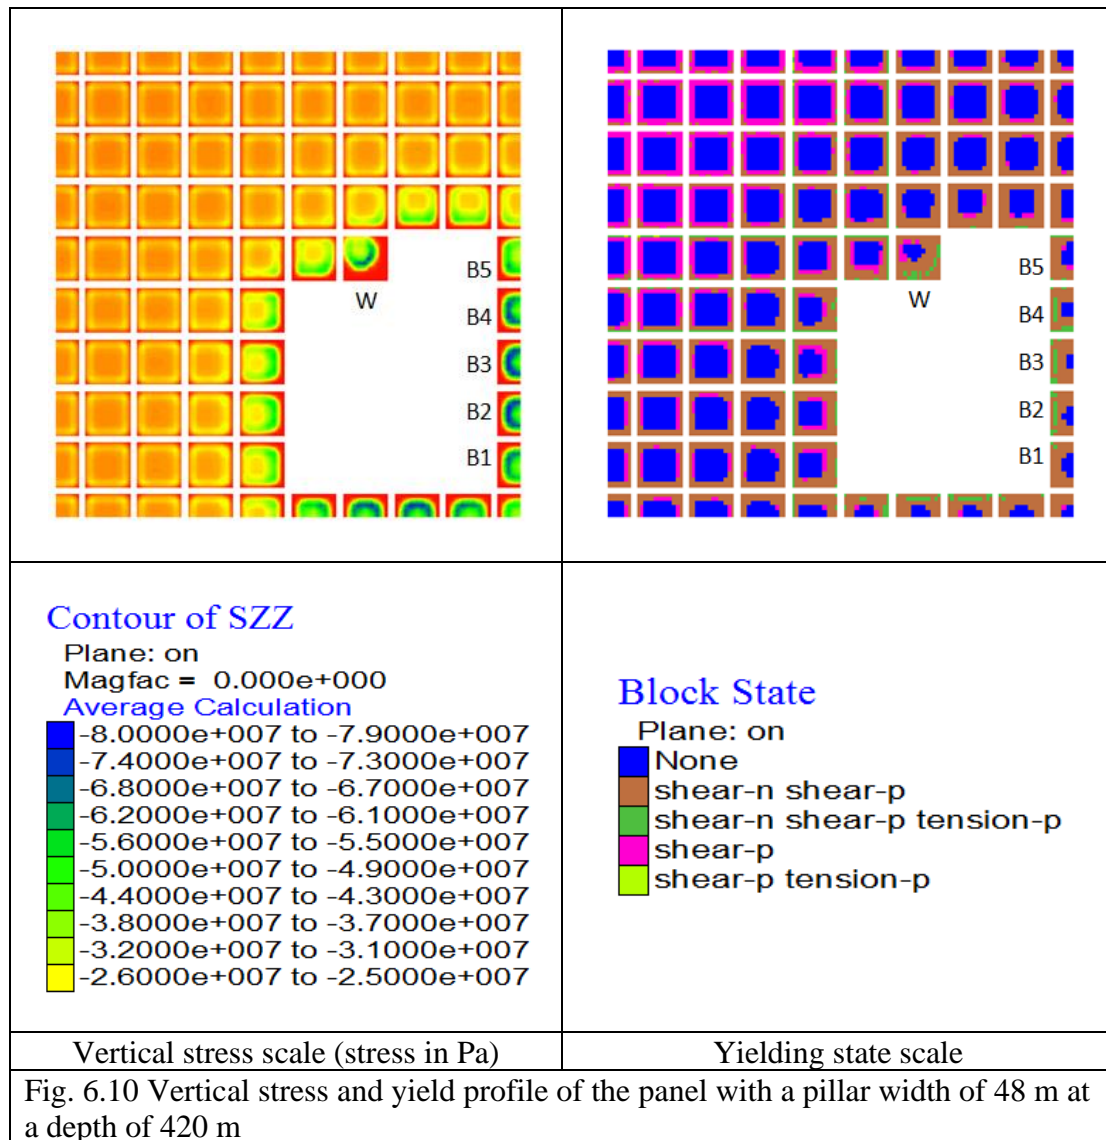 B5
W
B4
B3
B2
B1
B5
W
B4
B3
B2
B1
Contour of SZZ
Plane: on
Magfac = 0.000e+000
Average Calculation
-8.0000e+007 to -7.9000e+007
-7.4000e+007 to -7.3000e+007
-6.8000e+007 to -6.7000e+007
-6.2000e+007 to -6.1000e+007
-5.6000e+007 to -5.5000e+007
-5.0000e+007 to -4.9000e+007
-4.4000e+007 to -4.3000e+007
-3.8000e+007 to -3.7000e+007
-3.2000e+007 to -3.1000e+007
-2.6000e+007 to -2.5000e+007
Block State
Plane: on
None
shear-n shear-p
shear-n shear-p tension-p
shear-p
shear-p tension-p
Vertical stress scale (stress in Pa)
Yielding state scale
Fig. 6.10 Vertical stress and yield profile of the panel with a pillar width of 48 m at
a depth of 420 m